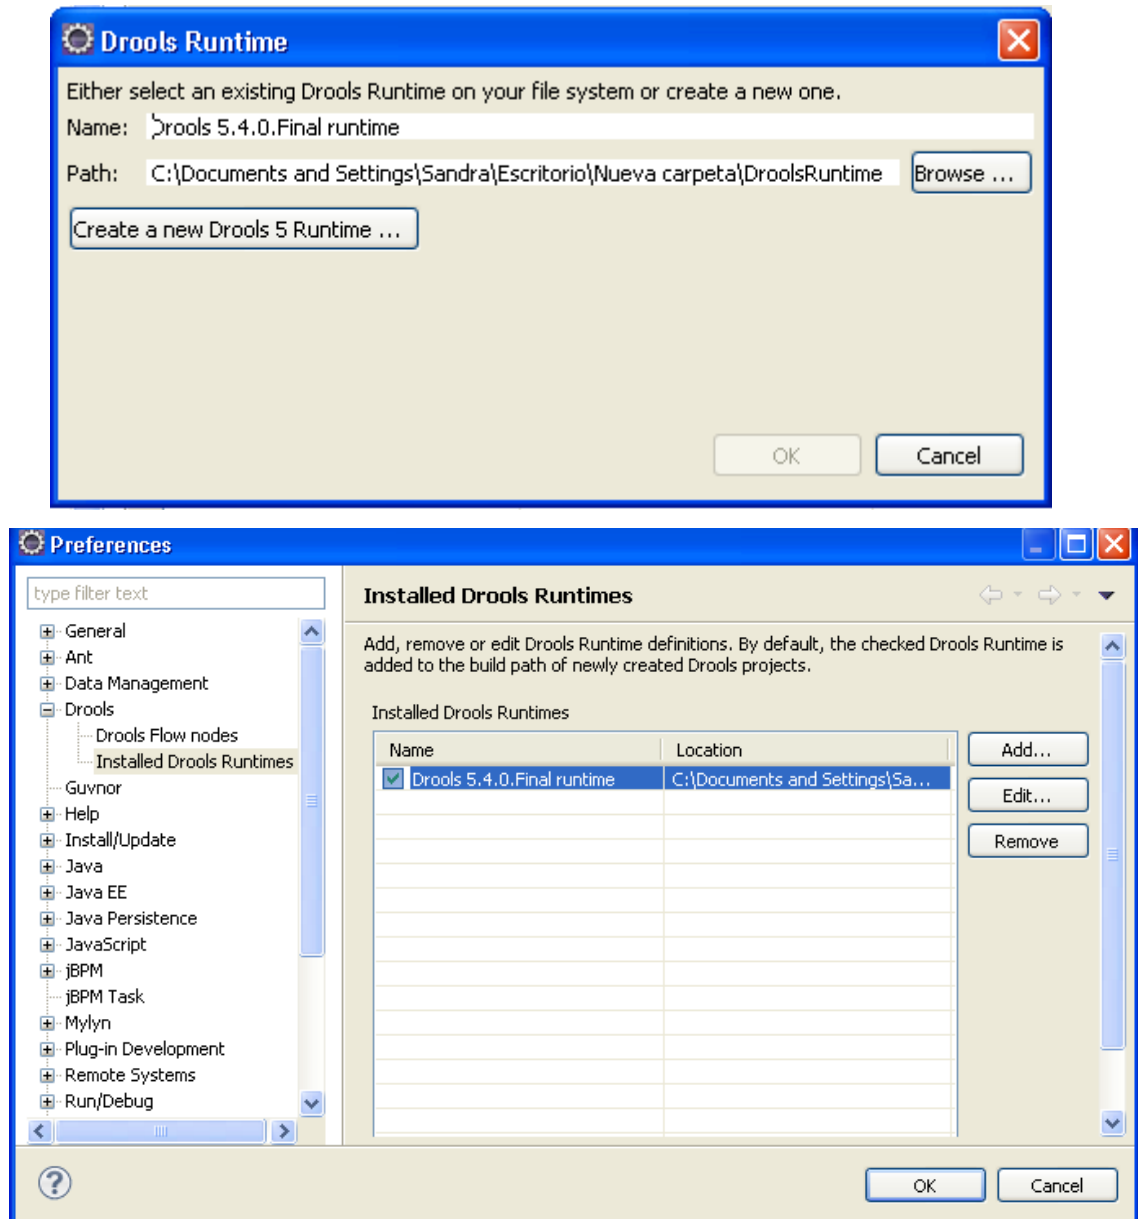 Drools Runtime
Either select an existing Drools Runtime on your file system or create a new one.
Name: Drools 5.4.0.Final runtime
Path: C:\Documents and Settings\Sandra\Escritorio\Nueva carpeta\DroolsRuntime Browse ...
Create a new Drools 5 Runtime ...
OK Cancel
Preferences
type filter text
General
Ant
Data Management
Drools
Drools Flow nodes
Installed Drools Runtimes
Guvnor
Help
Install/Update
Java
Java EE
Java Persistence
JavaScript
jBPM
jBPM Task
Mylyn
Plug-in Development
Remote Systems
Run/Debug
Installed Drools Runtimes
Add, remove or edit Drools Runtime definitions. By default, the checked Drools Runtime is
added to the build path of newly created Drools projects.
Installed Drools Runtimes
Name Location
Drools 5.4.0.Final runtime C:\Documents and Settings\Sa...
Add...
Edit...
Remove
OK Cancel